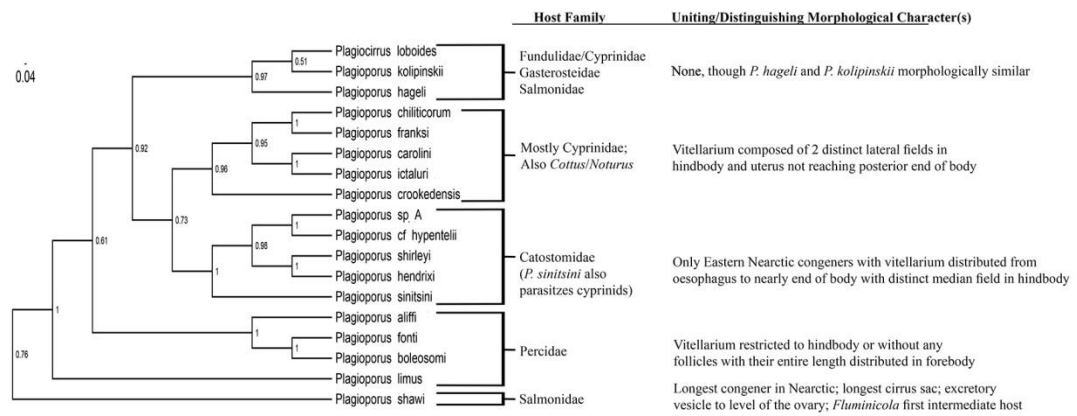 Host Family
Uniting/Distinguishing Morphological Character(s)
0.04
Plagiocirrus loboides
Plagioporus kolipinskii
Plagioporus hageli
Plagioporus chiliticorum
Plagioporus franksi
Plagioporus carolini
Plagioporus ictaluri
Plagioporus crookedensis
Plagioporus sp. A
Plagioporus cf hypentelii
Plagioporus shirleyi
Plagioporus hendrixi
Plagioporus sinitsini
Plagioporus aliffi
Plagioporus fonti
Plagioporus boleosomi
Plagioporus limus
Plagioporus shawi
0.51
0.97
0.92
1
0.95
1
0.96
0.73
1
0.98
1
1
0.61
1
1
1
0.76
Fundulidae/Cyprinidae
Gasterosteidae
Salmonidae
None, though P. hageli and P. kolipinskii morphologically similar
Mostly Cyprinidae;
Also Cottus/Noturus
Vitellarium composed of 2 distinct lateral fields in
hindbody and uterus not reaching posterior end of body
Catostomidae
(P. sinitsini also
parasitzes cyprinids)
Only Eastern Nearctic congeners with vitellarium distributed from
oesophagus to nearly end of body with distinct median field in hindbody
Percidae
Vitellarium restricted to hindbody or without any
follicles with their entire length distributed in forebody
Salmonidae
Longest congener in Nearctic; longest cirrus sac; excretory
vesicle to level of the ovary; Fluminicola first intermediate host